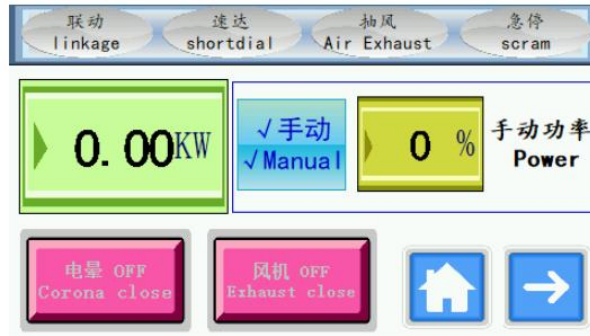 联动
linkage
速达
shortdial
抽风
Air Exhaust
急停
scram
0.00KW
√手动
√Manual
0 %
手动功率
Power
电晕 OFF
Corona close
风机 OFF
Exhaust close